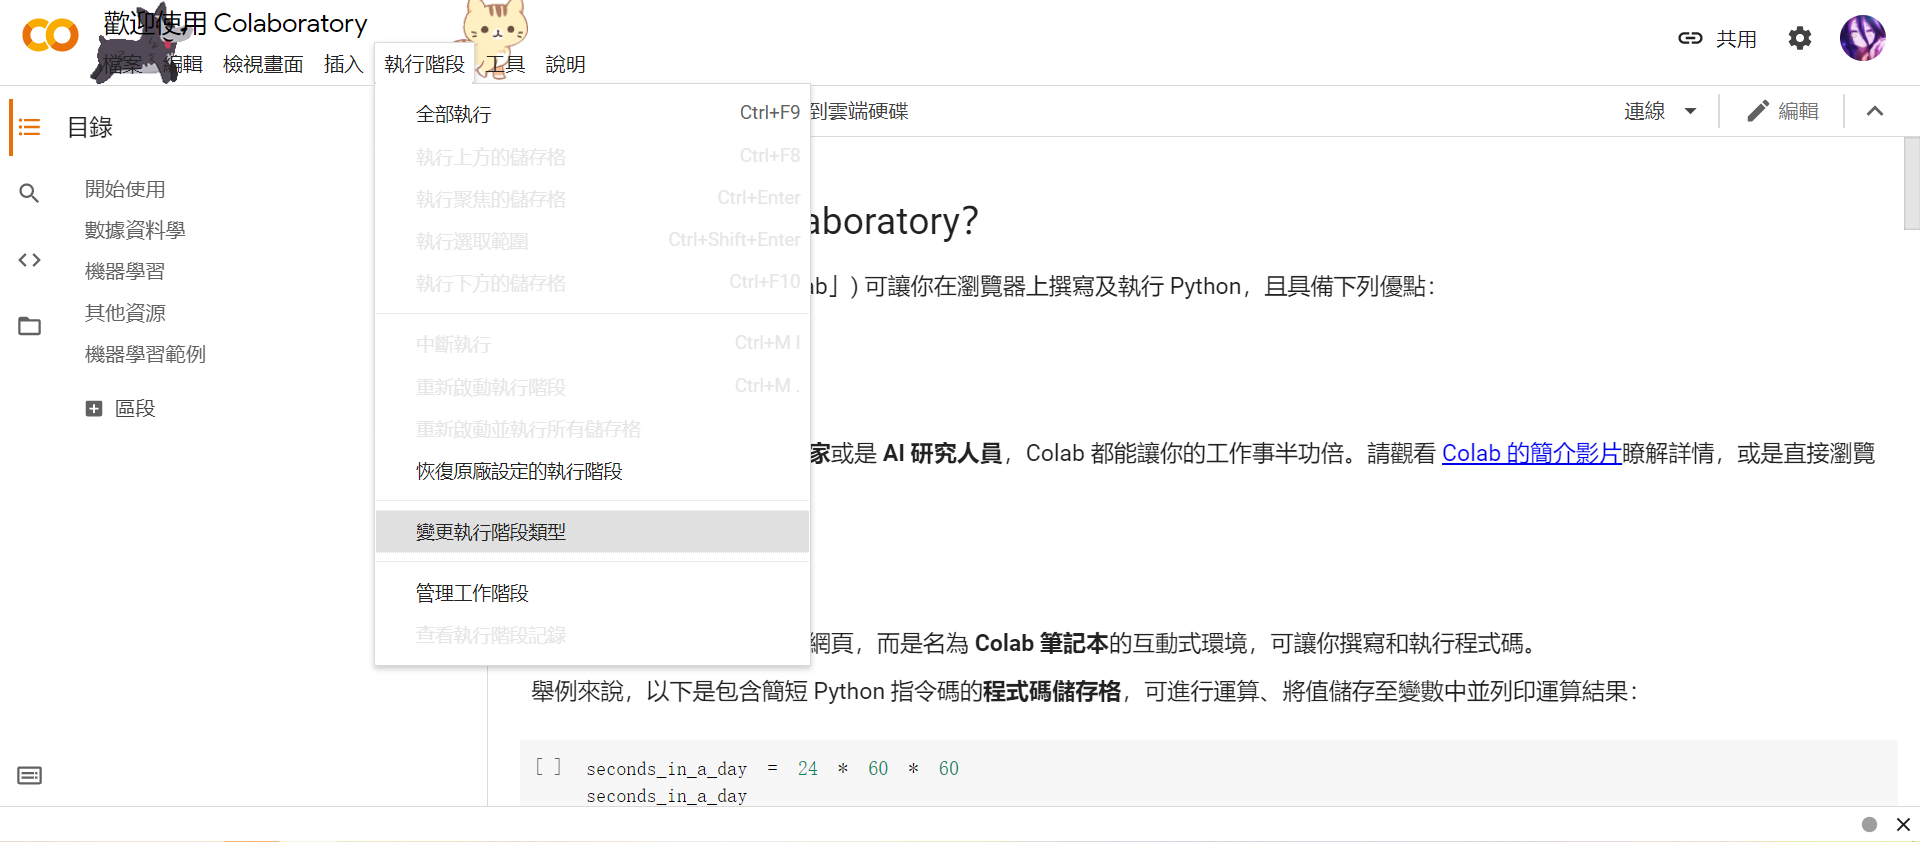 歡迎使用 Colaboratory
檔案 編輯 檢視畫面 插入 執行階段 工具 說明
共用
目錄
開始使用
數據資料學
機器學習
其他資源
機器學習範例
區段
全部執行 Ctrl+F9
執行上方的儲存格 Ctrl+F8
執行聚焦的儲存格 Ctrl+Enter
執行選取範圍 Ctrl+Shift+Enter
執行下方的儲存格 Ctrl+F10
中斷執行 Ctrl+M I
重新啟動執行階段 Ctrl+M .
重新啟動並執行所有儲存格
恢復原廠設定的執行階段
變更執行階段類型
管理工作階段
查看執行階段記錄
到雲端硬碟
連線 編輯
aboratory?
ab」) 可讓你在瀏覽器上撰寫及執行 Python，且具備下列優點：
家或是 AI 研究人員，Colab 都能讓你的工作事半功倍。請觀看 Colab 的簡介影片瞭解詳情，或是直接瀏覽
網頁，而是名為 Colab 筆記本的互動式環境，可讓你撰寫和執行程式碼。
舉例來說，以下是包含簡短 Python 指令碼的程式碼儲存格，可進行運算、將值儲存至變數中並列印運算結果：
[ ] seconds_in_a_day = 24 * 60 * 60
seconds_in_a_day